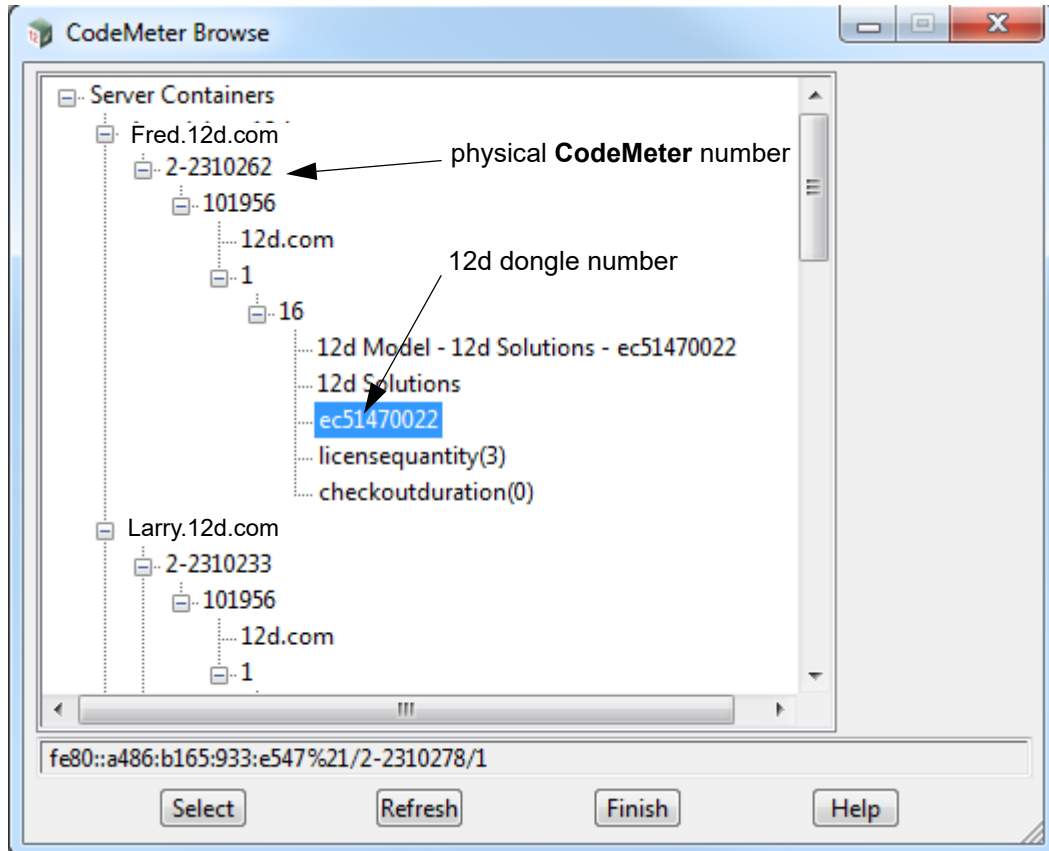 CodeMeter Browse
Server Containers
Fred.12d.com
2-2310262
physical CodeMeter number
101956
12d.com
12d dongle number
1
16
12d Model - 12d Solutions - ec51470022
12d Solutions
ec51470022
licensequantity(3)
checkoutduration(0)
Larry.12d.com
2-2310233
101956
12d.com
1
fe80::a486:b165:933:e547%21/2-2310278/1
Select Refresh Finish Help